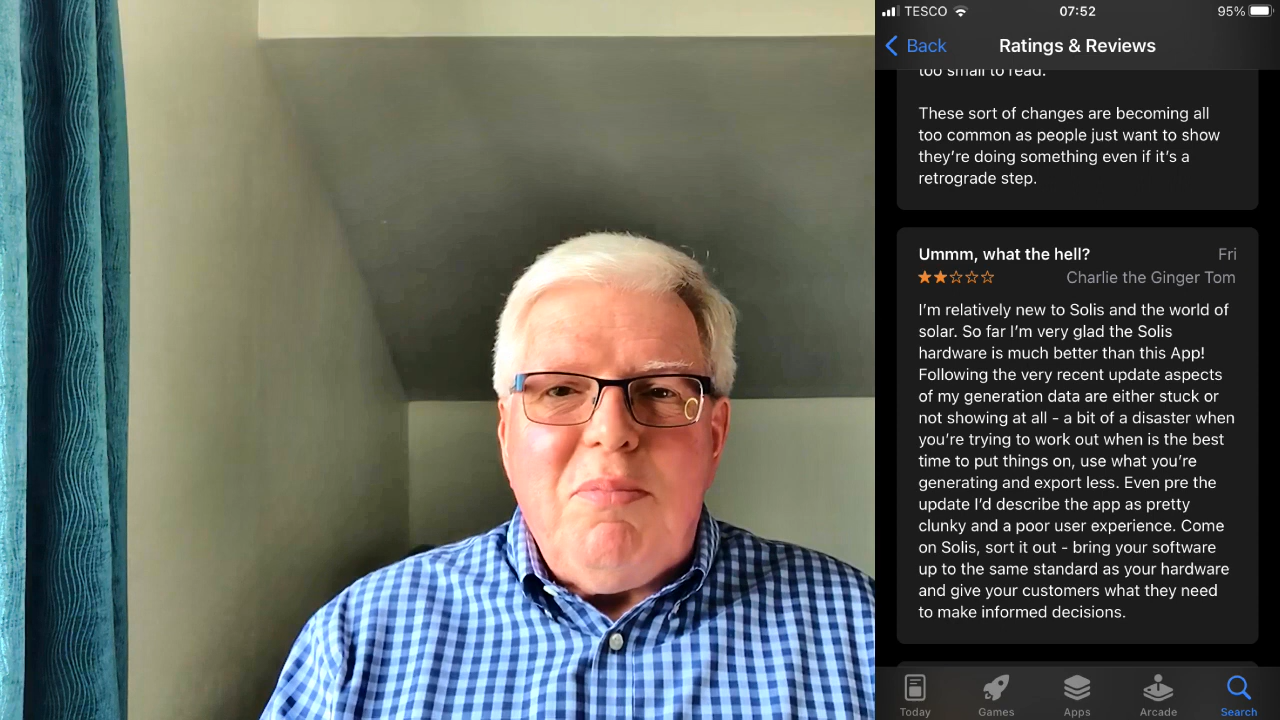 TESCO 07:52 95%
Back Ratings & Reviews
too small to read.
These sort of changes are becoming all
too common as people just want to show
they're doing something even if it's a
retrograde step.
Ummm, what the hell? Fri
Charlie the Ginger Tom
I'm relatively new to Solis and the world of
solar. So far I'm very glad the Solis
hardware is much better than this App!
Following the very recent update aspects
of my generation data are either stuck or
not showing at all - a bit of a disaster when
you're trying to work out when is the best
time to put things on, use what you're
generating and export less. Even pre the
update I'd describe the app as pretty
clunky and a poor user experience. Come
on Solis, sort it out - bring your software
up to the same standard as your hardware
and give your customers what they need
to make informed decisions.
Today Games Apps Arcade Search